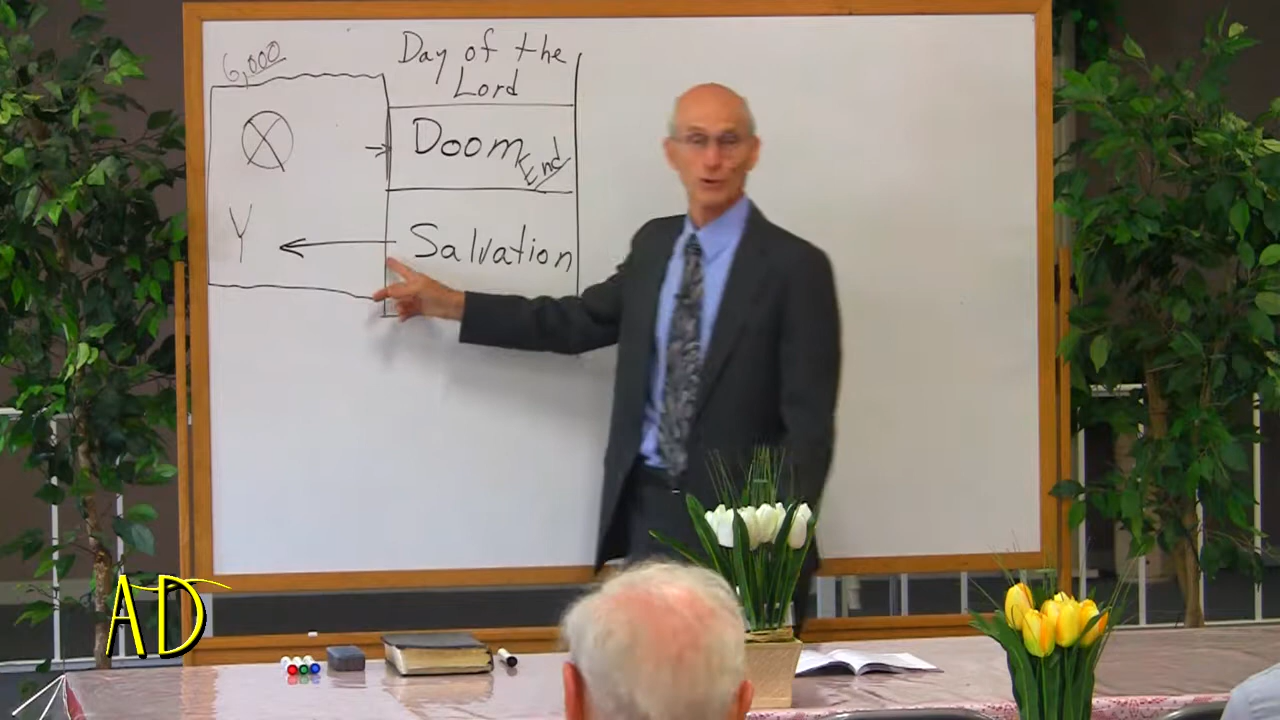 6,000
Day of the
Lord
Doom
End
Y
Salvation
AD